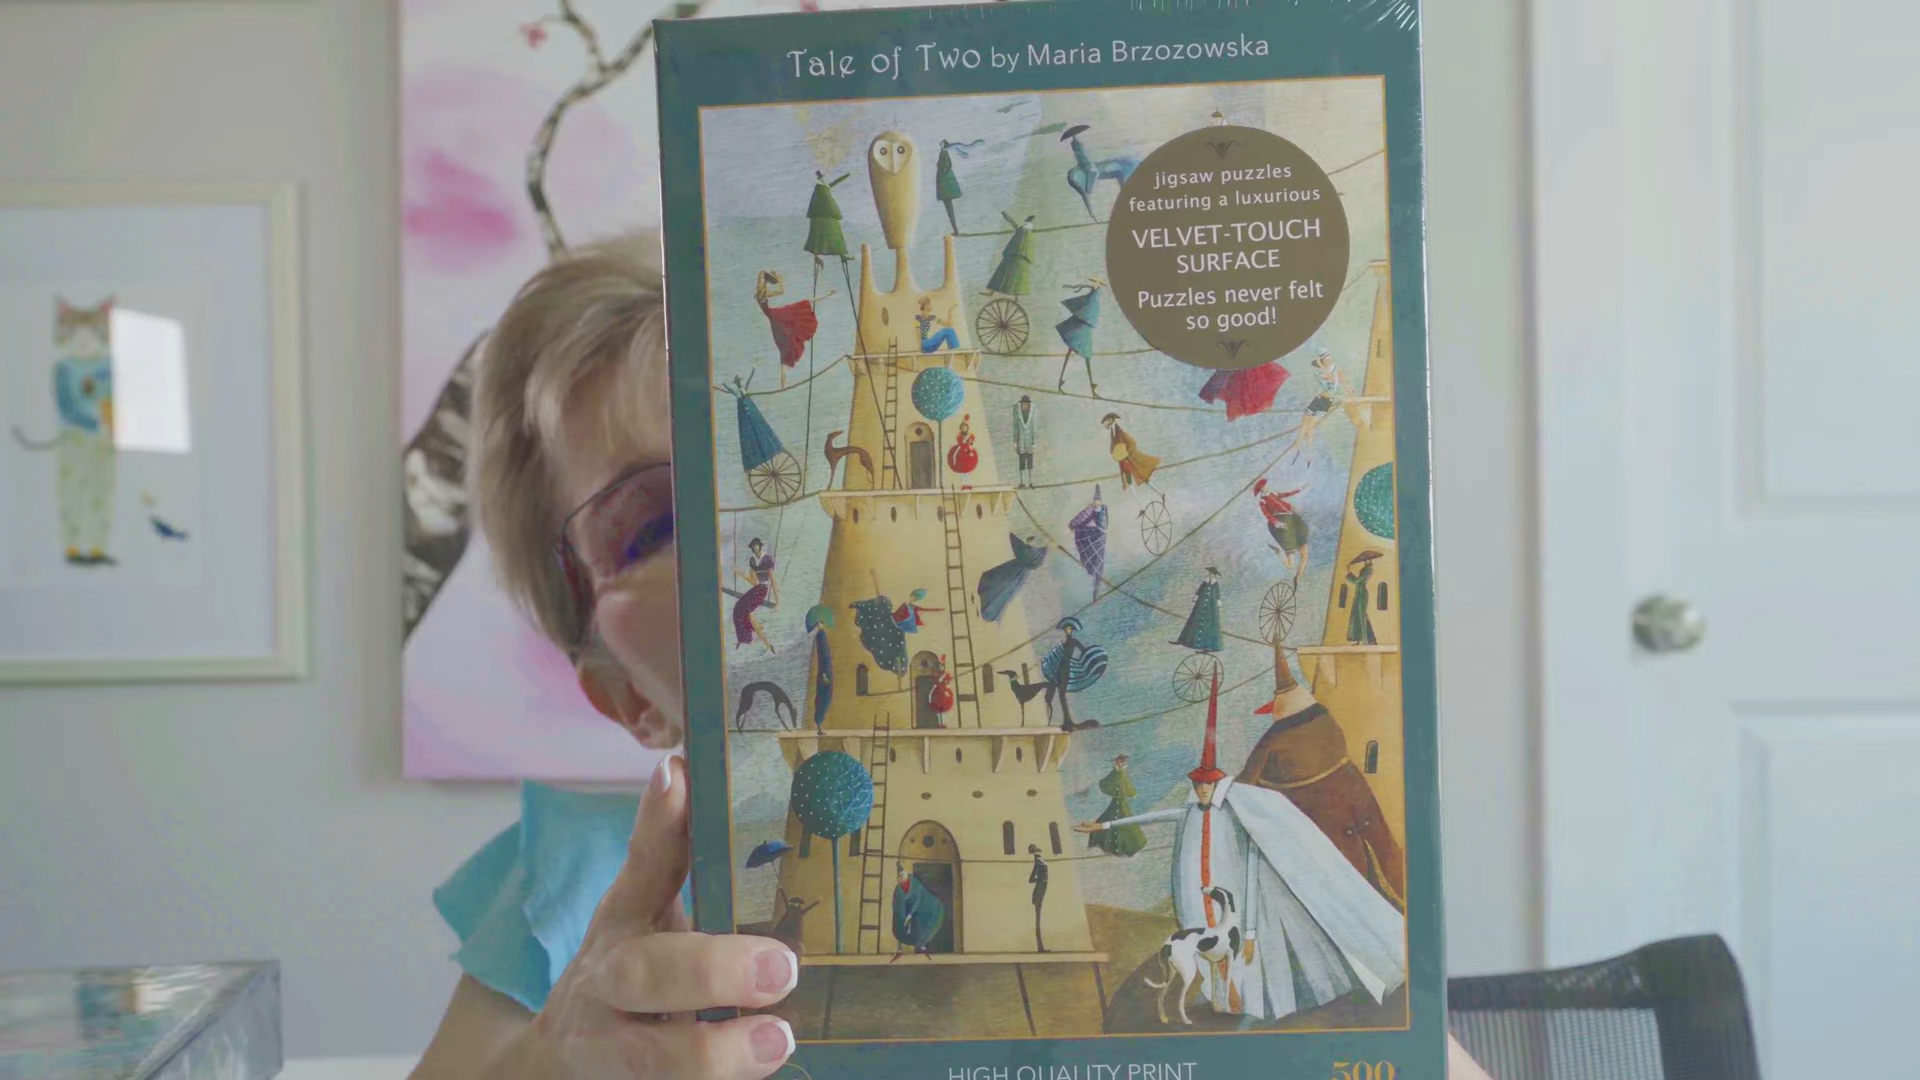 Tale of Two by Maria Brzozowska
jigsaw puzzles
featuring a luxurious
VELVET-TOUCH
SURFACE
Puzzles never felt
so good!
HIGH QUALITY PRINT
500